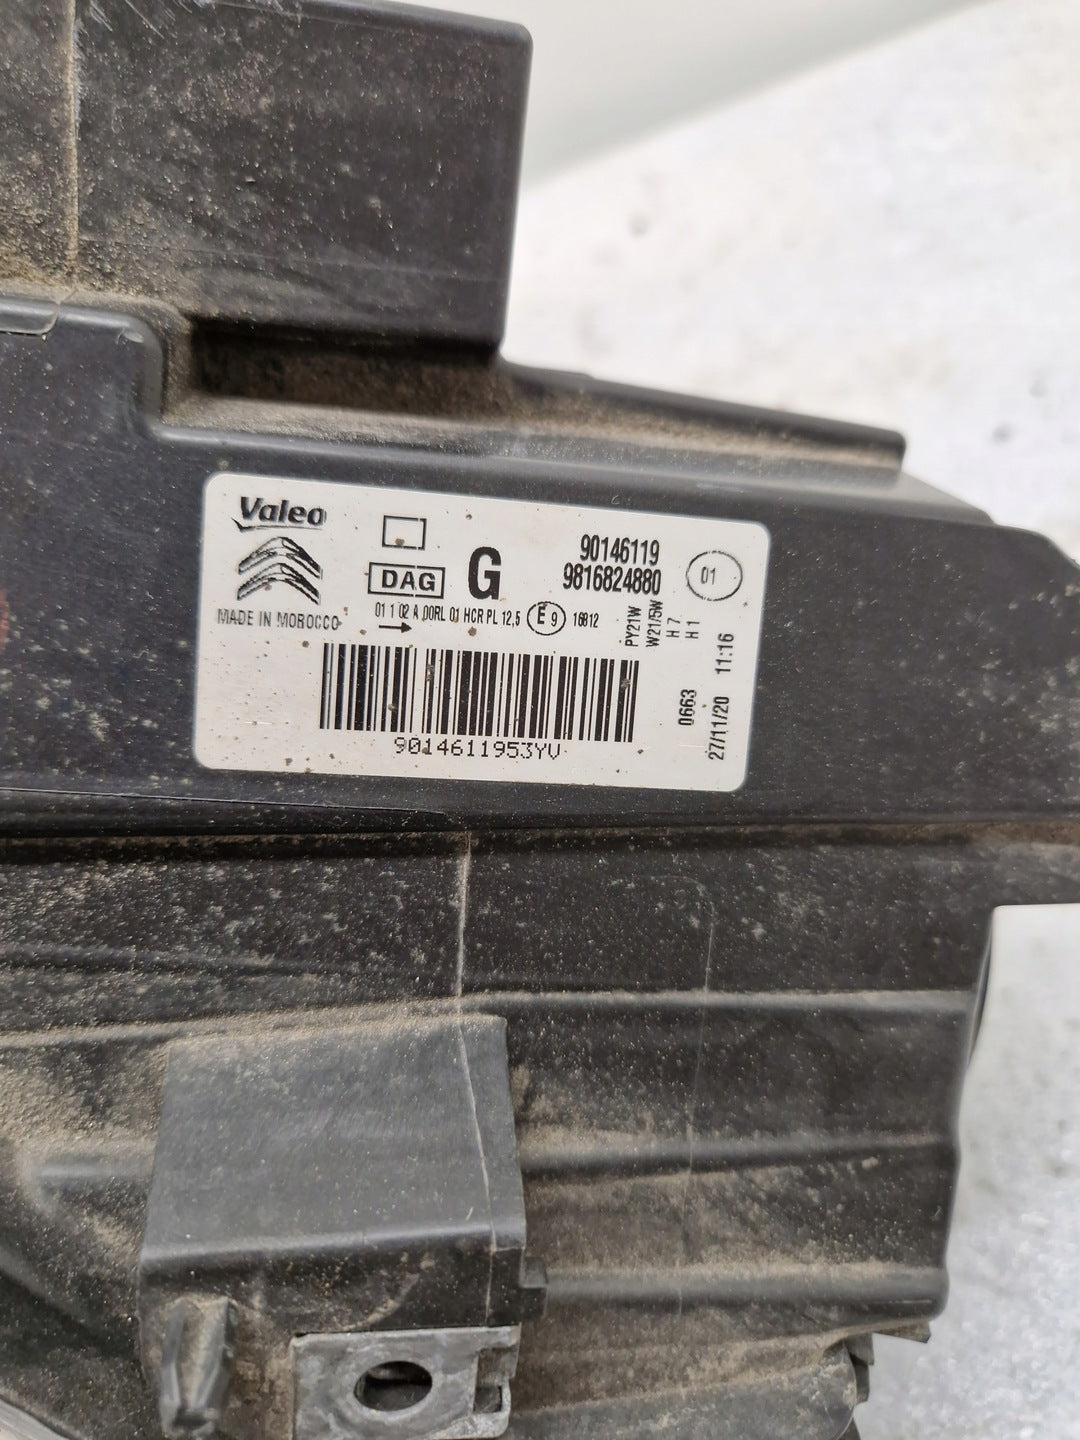 Valeo
MADE IN MOROCCO
DAG
G
90146119
9816824880
01
01 1 02 A 00RL 01 HCR PL 12,5 E9 16812
PY21W
W21/5W
H7
H1
0663
27/11/20 11:16
9014611953YV